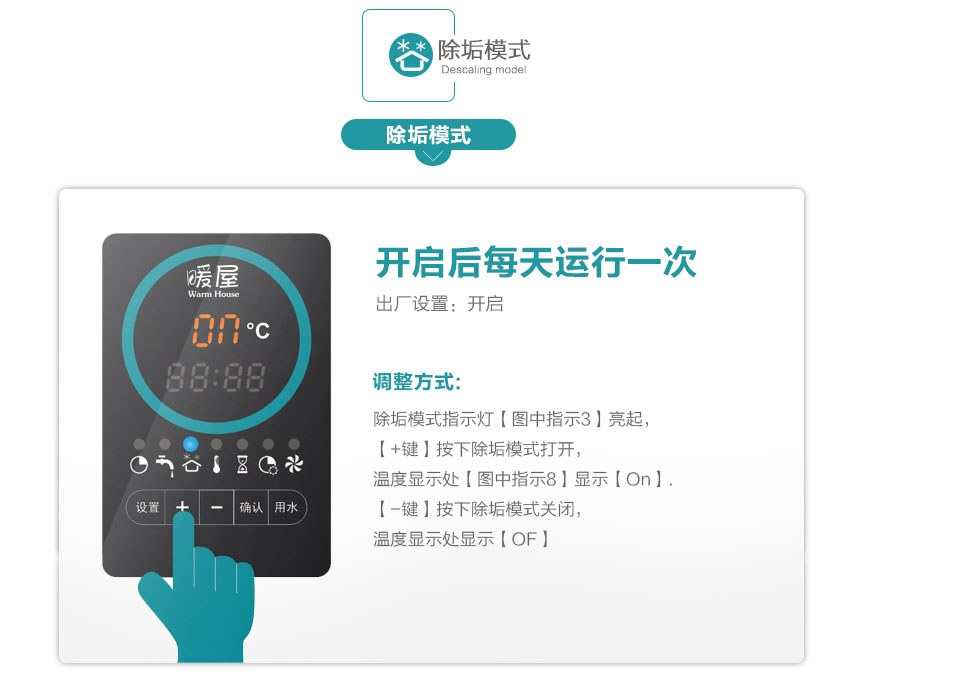 除垢模式
Descaling model
除垢模式
开启后每天运行一次
出厂设置：开启
暖屋
Warm House
ON °C
88:88
设置 + − 确认 用水
调整方式：
除垢模式指示灯【图中指示3】亮起，
【+键】按下除垢模式打开，
温度显示处【图中指示8】显示【On】.
【-键】按下除垢模式关闭，
温度显示处显示【OF】